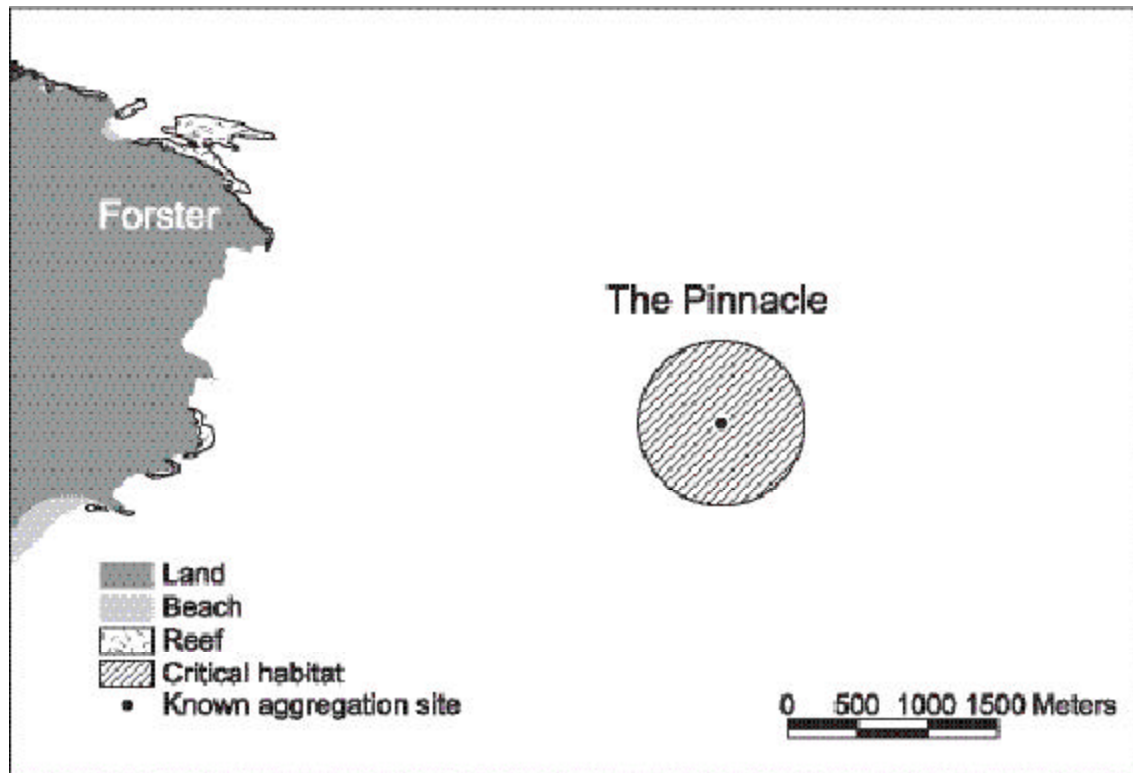 Forster
The Pinnacle
Land
Beach
Reef
Critical habitat
Known aggregation site
0 500 1000 1500 Meters